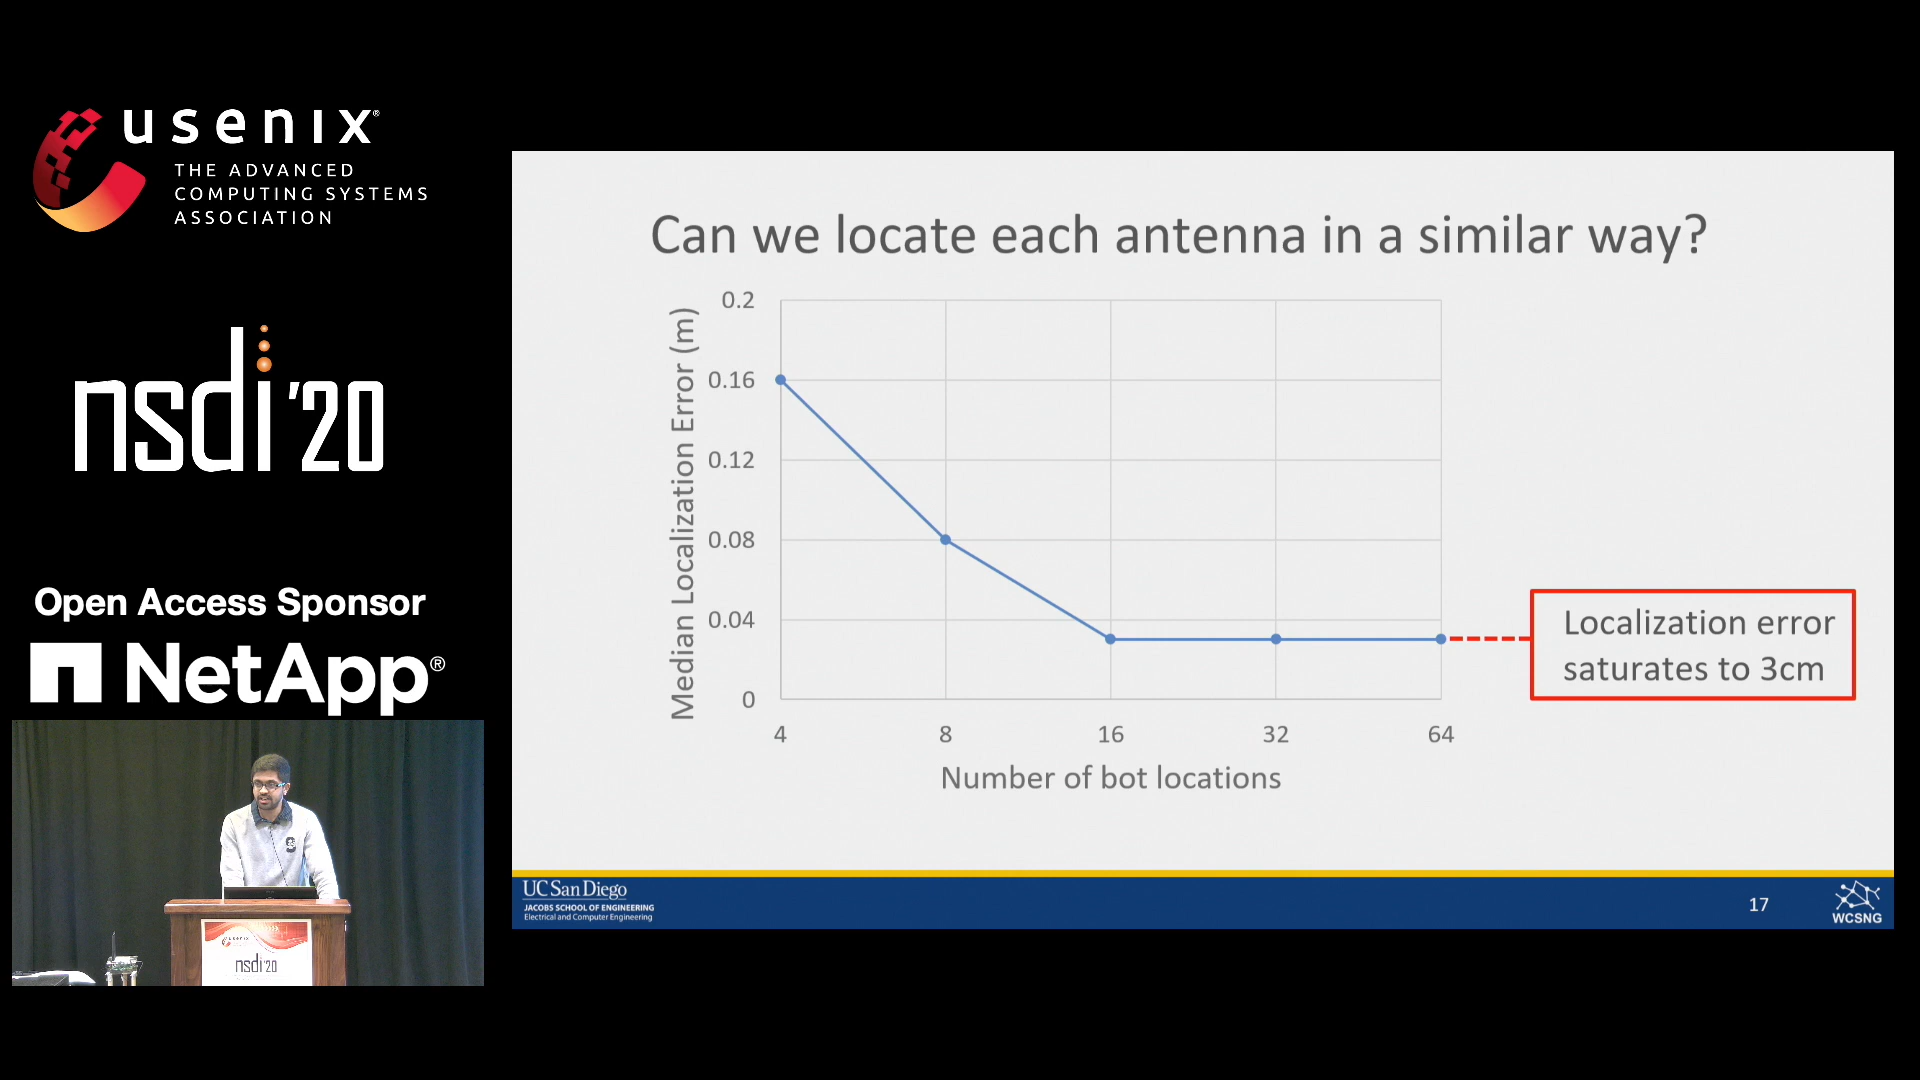 usenix®
THE ADVANCED
COMPUTING SYSTEMS
ASSOCIATION
nsdi '20
Open Access Sponsor
NetApp®
usenix
nsdi '20
Can we locate each antenna in a similar way?
Median Localization Error (m)
0.2
0.16
0.12
0.08
0.04
0
4 8 16 32 64
Number of bot locations
Localization error
saturates to 3cm
UC San Diego
JACOBS SCHOOL OF ENGINEERING
Electrical and Computer Engineering
17
WCSNG